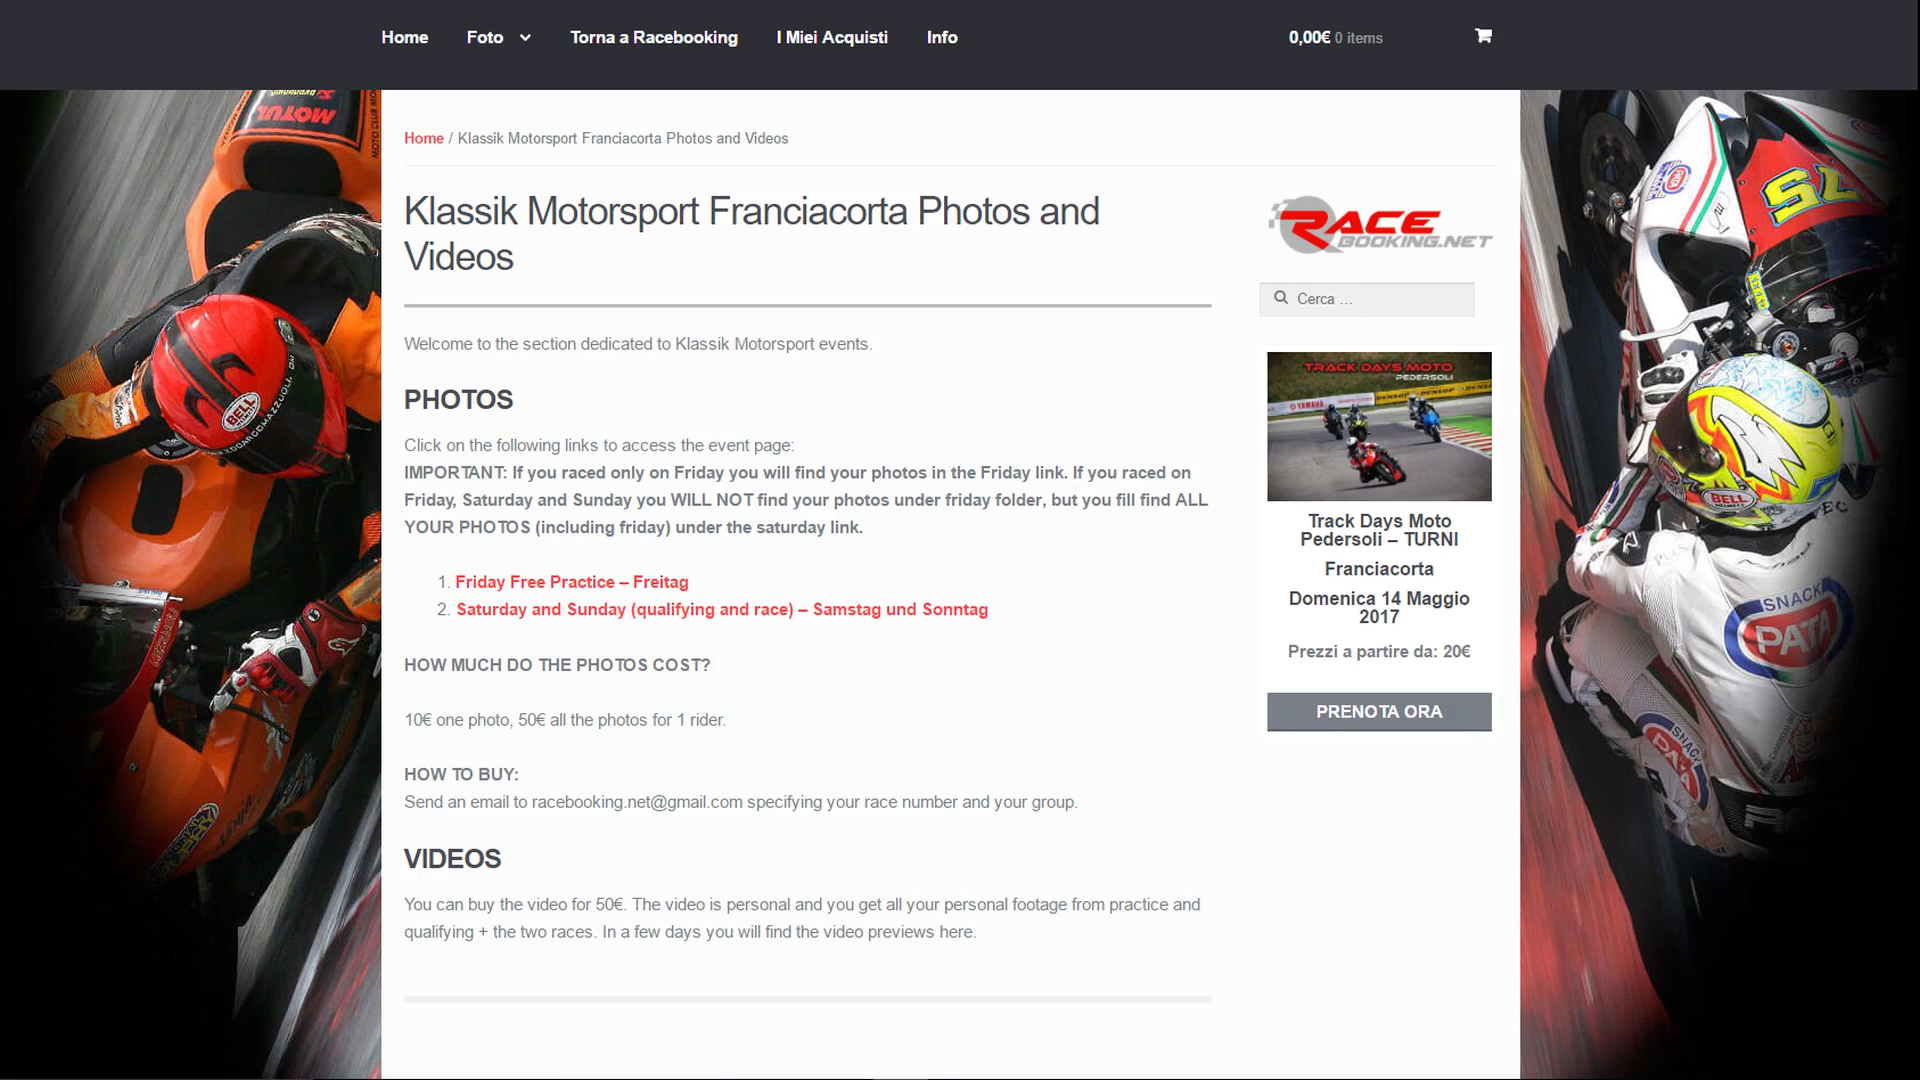 Home Foto Torna a Racebooking I Miei Acquisti Info 0,00€ 0 items
Home / Klassik Motorsport Franciacorta Photos and Videos
Klassik Motorsport Franciacorta Photos and
Videos
Welcome to the section dedicated to Klassik Motorsport events.
PHOTOS
Click on the following links to access the event page:
IMPORTANT: If you raced only on Friday you will find your photos in the Friday link. If you raced on
Friday, Saturday and Sunday you WILL NOT find your photos under friday folder, but you fill find ALL
YOUR PHOTOS (including friday) under the saturday link.
1. Friday Free Practice – Freitag
2. Saturday and Sunday (qualifying and race) – Samstag und Sonntag
HOW MUCH DO THE PHOTOS COST?
10€ one photo, 50€ all the photos for 1 rider.
HOW TO BUY:
Send an email to racebooking.net@gmail.com specifying your race number and your group.
VIDEOS
You can buy the video for 50€. The video is personal and you get all your personal footage from practice and
qualifying + the two races. In a few days you will find the video previews here.
RACE
BOOKING.NET
Cerca …
TRACK DAYS MOTO
PEDERSOLI
YAMAHA
DUNLOP
Track Days Moto
Pedersoli – TURNI
Franciacorta
Domenica 14 Maggio
2017
Prezzi a partire da: 20€
PRENOTA ORA
MOTUL
BELL
BELL
SNACK
PATA
SNACK
PATA